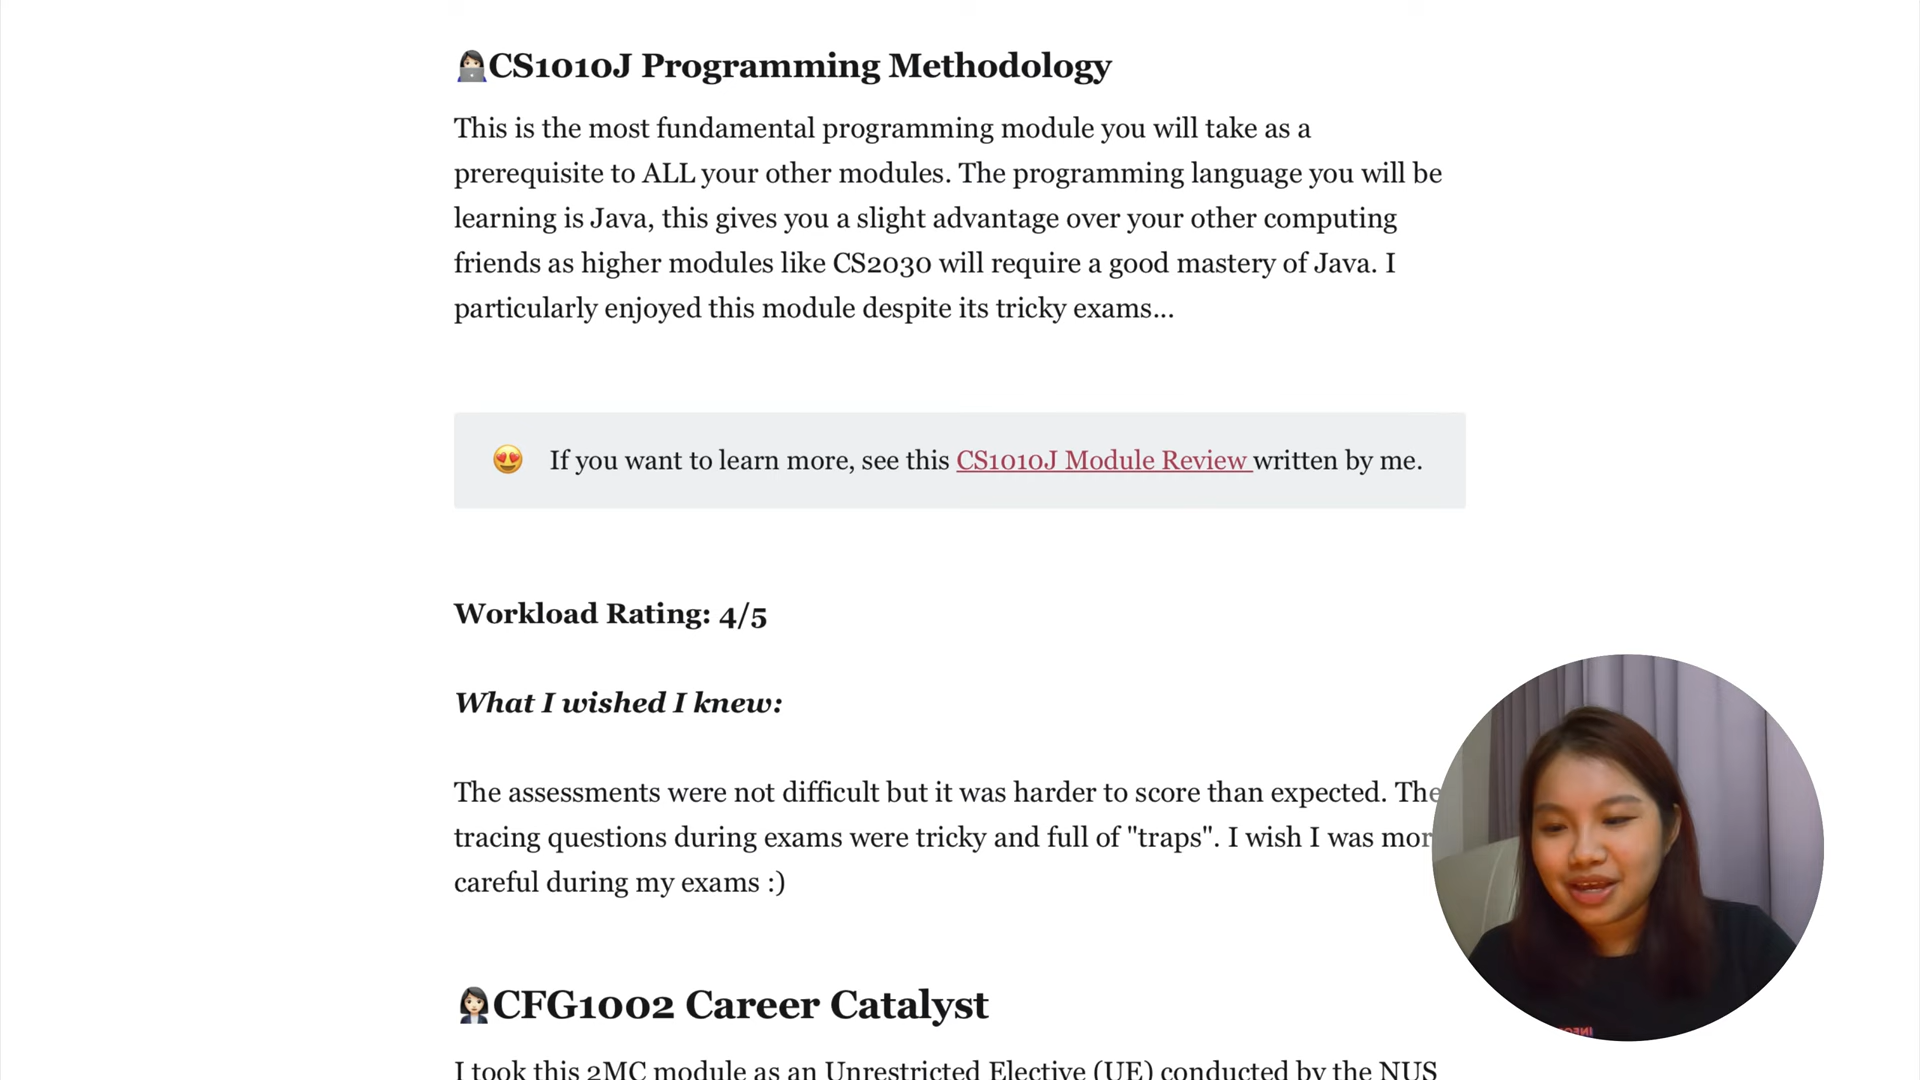 CS1010J Programming Methodology
This is the most fundamental programming module you will take as a
prerequisite to ALL your other modules. The programming language you will be
learning is Java, this gives you a slight advantage over your other computing
friends as higher modules like CS2030 will require a good mastery of Java. I
particularly enjoyed this module despite its tricky exams...
If you want to learn more, see this CS1010J Module Review written by me.
Workload Rating: 4/5
What I wished I knew:
The assessments were not difficult but it was harder to score than expected. The
tracing questions during exams were tricky and full of "traps". I wish I was mor
careful during my exams :)
CFG1002 Career Catalyst
I took this 2MC module as an Unrestricted Elective (UE) conducted by the NUS